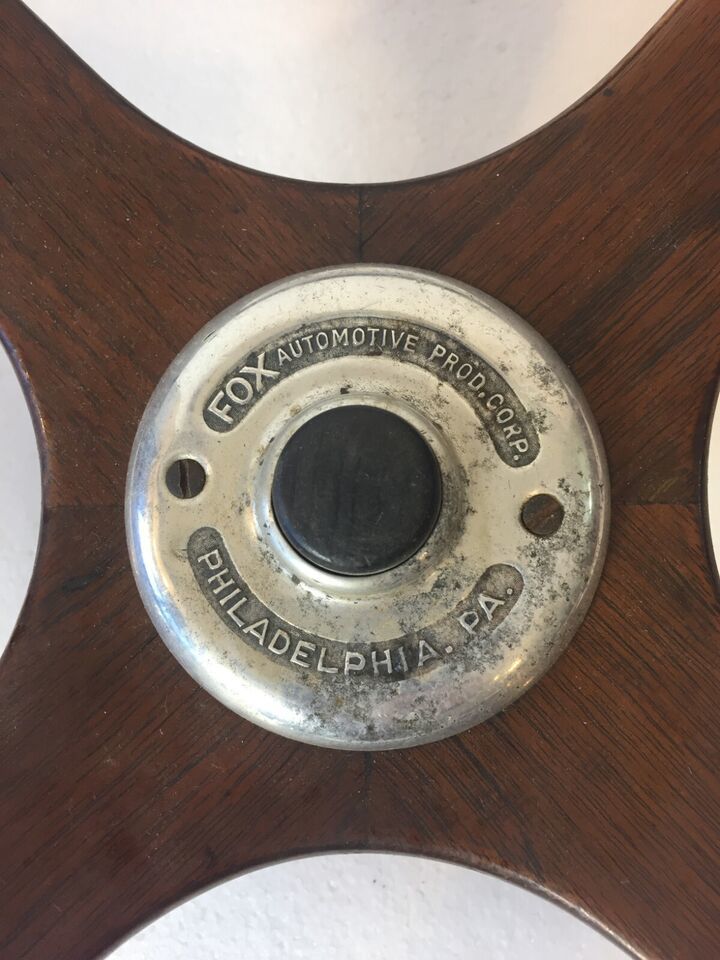 FOX AUTOMOTIVE PROD. CORP.
PHILADELPHIA. PA.